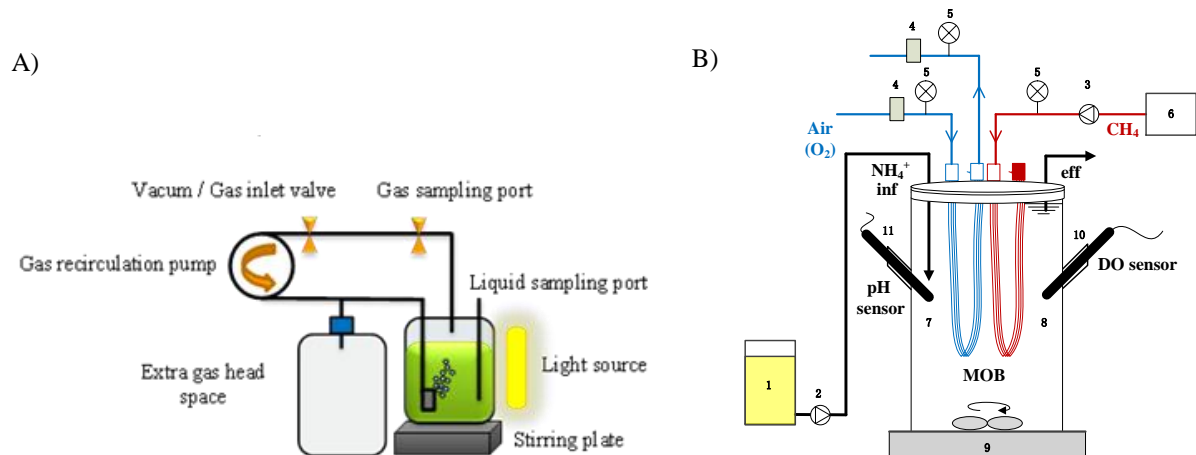 A)
Vacum / Gas inlet valve
Gas sampling port
Gas recirculation pump
Liquid sampling port
Extra gas head
space
Light source
Stirring plate
B)
5
4
5
4
5
3
6
Air
(O₂)
CH₄
NH₄⁺
inf
eff
11
10
pH
sensor
DO sensor
7
8
MOB
1
2
9